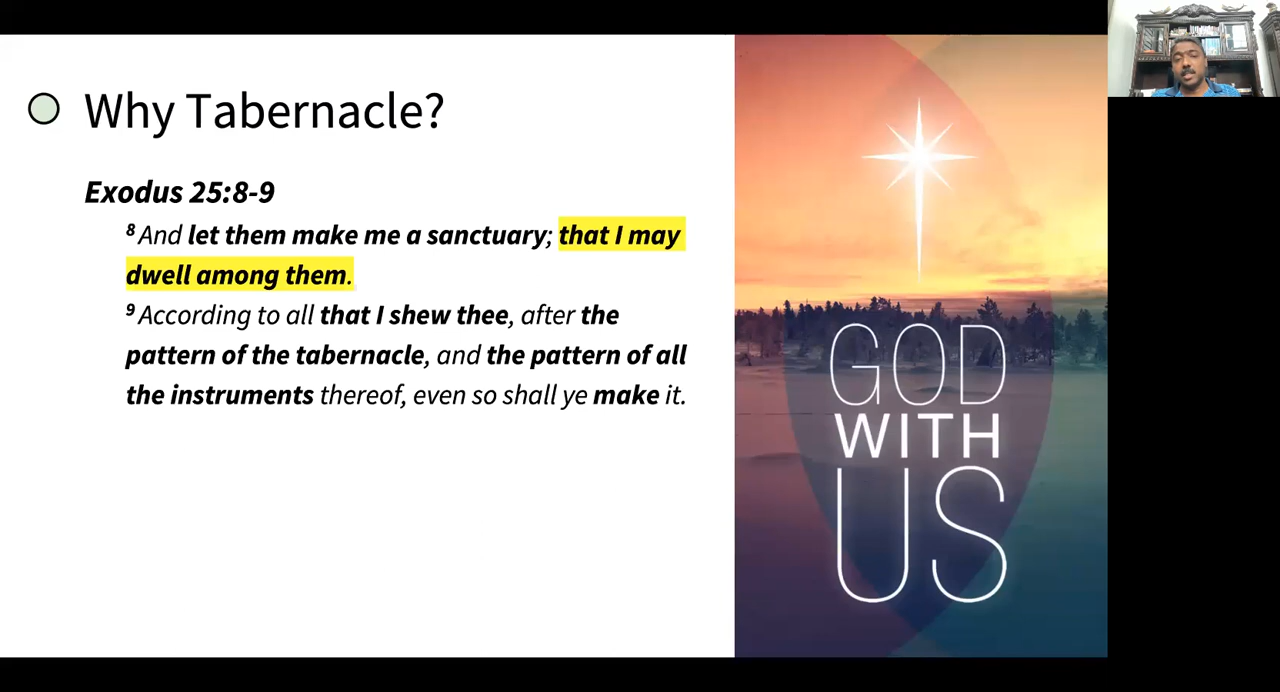 Why Tabernacle?
Exodus 25:8-9
8 And let them make me a sanctuary; that I may
dwell among them.
9 According to all that I shew thee, after the
pattern of the tabernacle, and the pattern of all
the instruments thereof, even so shall ye make it.
GOD
WITH
US